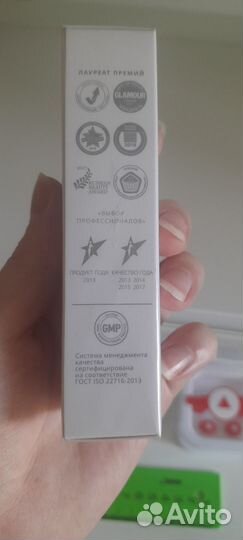 ЛАУРЕАТ ПРЕМИЙ
GLAMOUR
«ВЫБОР
ПРОФЕССИОНАЛОВ»
ПРОДУКТ ГОДА КАЧЕСТВО ГОДА
2013 2013 2014
2015 2017
GMP
Система менеджмента
качества
сертифицирована
на соответствие
ГОСТ ISO 22716-2013
Avito